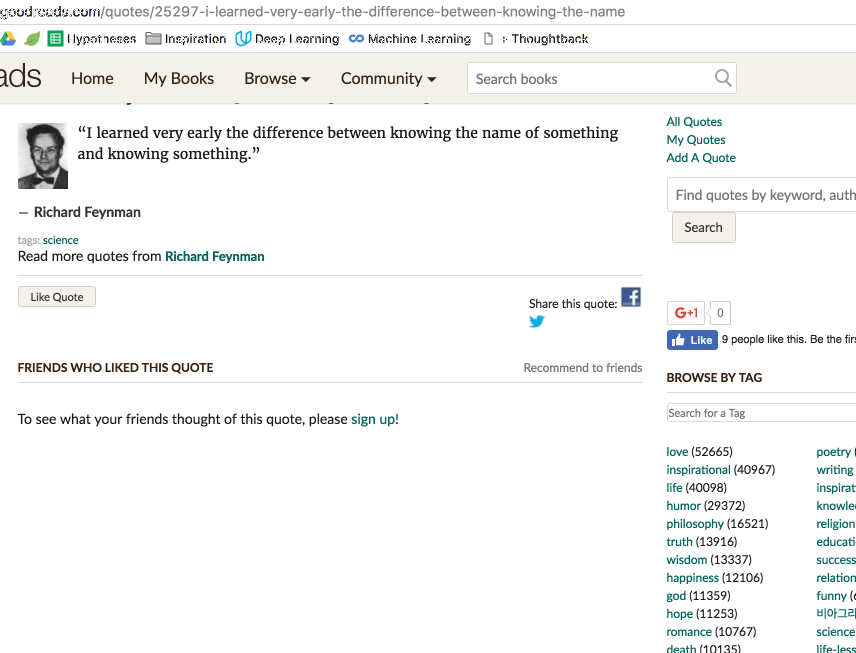 goodreads.com/quotes/25297-i-learned-very-early-the-difference-between-knowing-the-name
Hypotheses Inspiration Deep Learning Machine Learning Thoughtback
ads Home My Books Browse Community Search books
“I learned very early the difference between knowing the name of something
and knowing something.”
— Richard Feynman
tags: science
Read more quotes from Richard Feynman
Like Quote
Share this quote:
FRIENDS WHO LIKED THIS QUOTE Recommend to friends
To see what your friends thought of this quote, please sign up!
All Quotes
My Quotes
Add A Quote
Find quotes by keyword, auth
Search
G+1 0
Like 9 people like this. Be the firs
BROWSE BY TAG
Search for a Tag
love (52665)
inspirational (40967)
life (40098)
humor (29372)
philosophy (16521)
truth (13916)
wisdom (13337)
happiness (12106)
god (11359)
hope (11253)
romance (10767)
death (10135)
poetry (
writing
inspirat
knowle
religion
educati
success
relation
funny (
비아그리
science
life-less